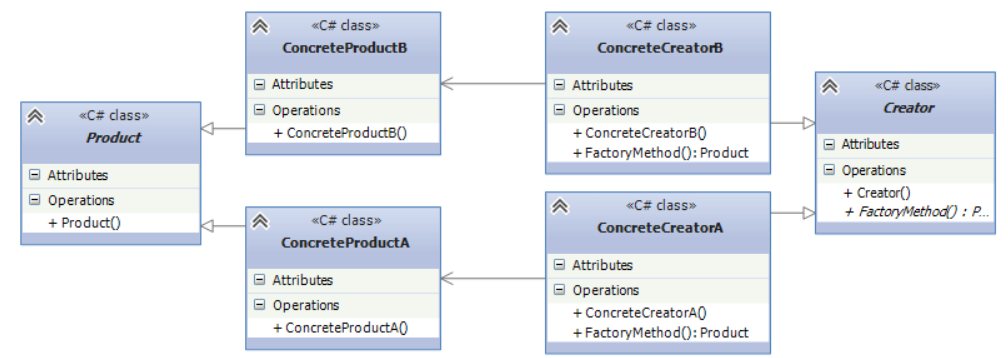 «C# class»
Product
Attributes
Operations
+ Product()
«C# class»
ConcreteProductB
Attributes
Operations
+ ConcreteProductB()
«C# class»
ConcreteProductA
Attributes
Operations
+ ConcreteProductA()
«C# class»
ConcreteCreatorB
Attributes
Operations
+ ConcreteCreatorB()
+ FactoryMethod(): Product
«C# class»
ConcreteCreatorA
Attributes
Operations
+ ConcreteCreatorA()
+ FactoryMethod(): Product
«C# class»
Creator
Attributes
Operations
+ Creator()
+ FactoryMethod() : P...